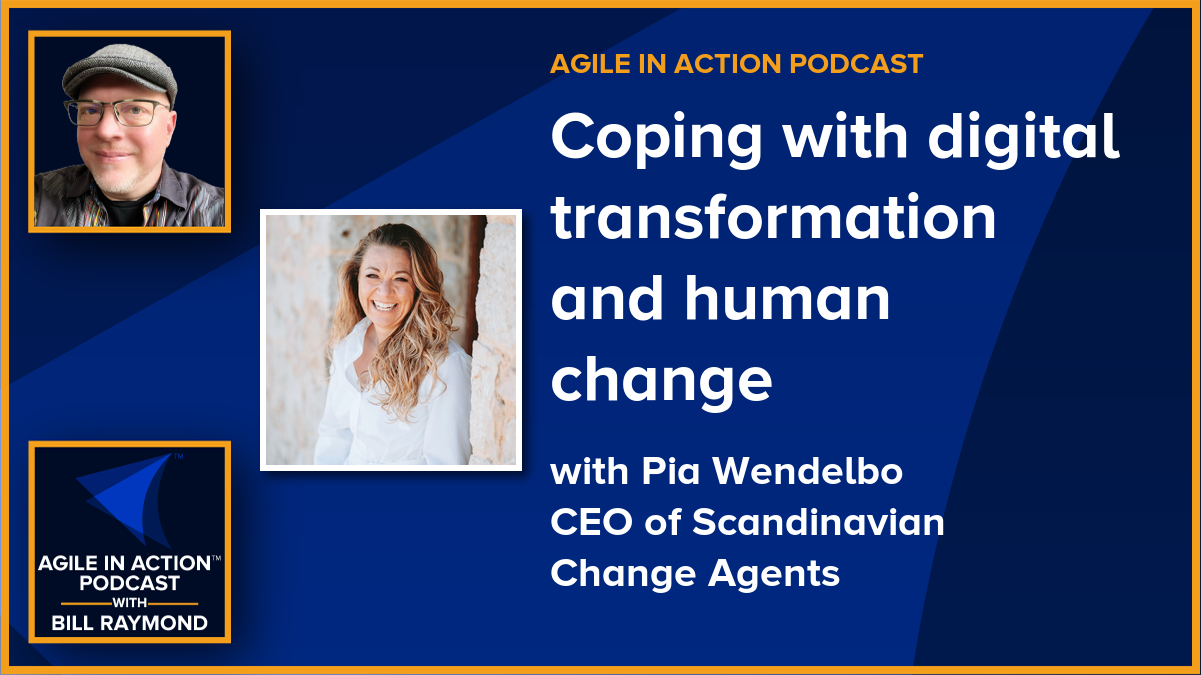 AGILE IN ACTION PODCAST
Coping with digital
transformation
and human
change
with Pia Wendelbo
CEO of Scandinavian
Change Agents
™
AGILE IN ACTION™
PODCAST
WITH
BILL RAYMOND